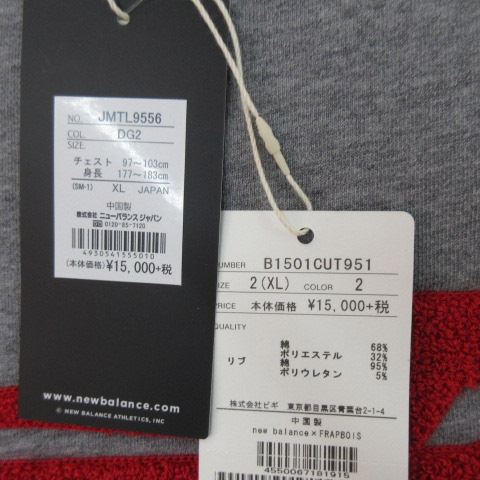 NO. JMTL9556
COL. DG2
SIZE.
チェスト 97～103cm
身長 177～183cm
(SM-1) XL JAPAN
中国製
株式会社 ニューバランス ジャパン
0120-85-7120
4930541555010
(本体価格) ¥15,000+税
www.newbalance.com
© NEW BALANCE ATHLETICS, INC
NUMBER B1501CUT951
SIZE 2(XL) COLOR 2
PRICE 本体価格 ¥15,000+税
QUALITY
綿 68%
ポリエステル 32%
リブ 綿 95%
ポリウレタン 5%
株式会社ビギ 東京都目黒区青葉台2-1-4
中国製
new balance×FRAPBOIS
4550067181915